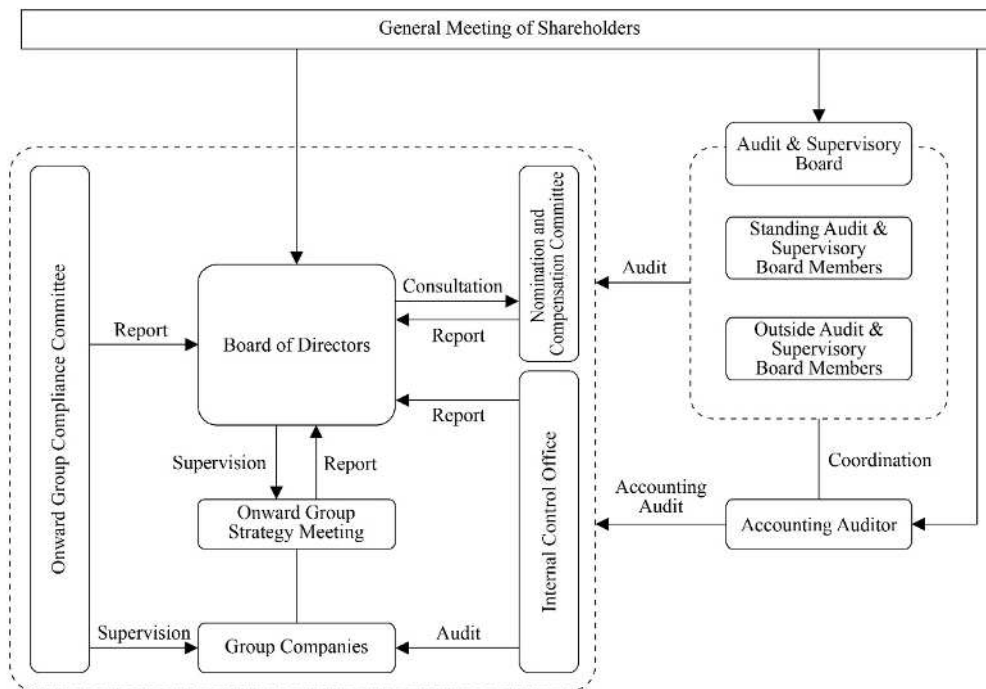 General Meeting of Shareholders
Audit & Supervisory
Board
Standing Audit &
Supervisory
Board Members
Outside Audit &
Supervisory
Board Members
Audit
Nomination and
Compensation Committee
Onward Group Compliance Committee
Consultation
Report
Report
Board of Directors
Report
Supervision
Report
Coordination
Accounting
Audit
Accounting Auditor
Onward Group
Strategy Meeting
Internal Control Office
Supervision
Group Companies
Audit